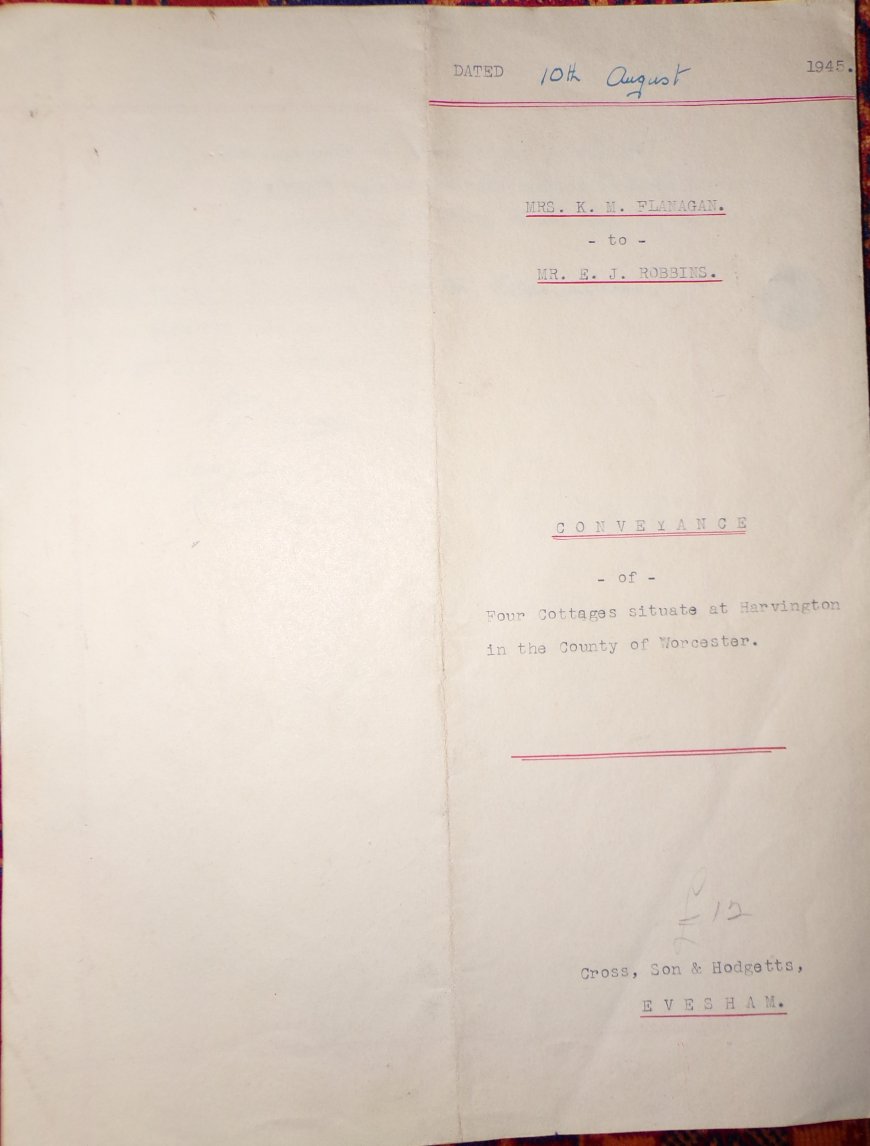 DATED 10th August 1945.
MRS. K. M. FLANAGAN.
- to -
MR. E. J. ROBBINS.
C O N V E Y A N C E
- of -
Four Cottages situate at Harvington
in the County of Worcester.
£12
Cross, Son & Hodgetts,
E V E S H A M.